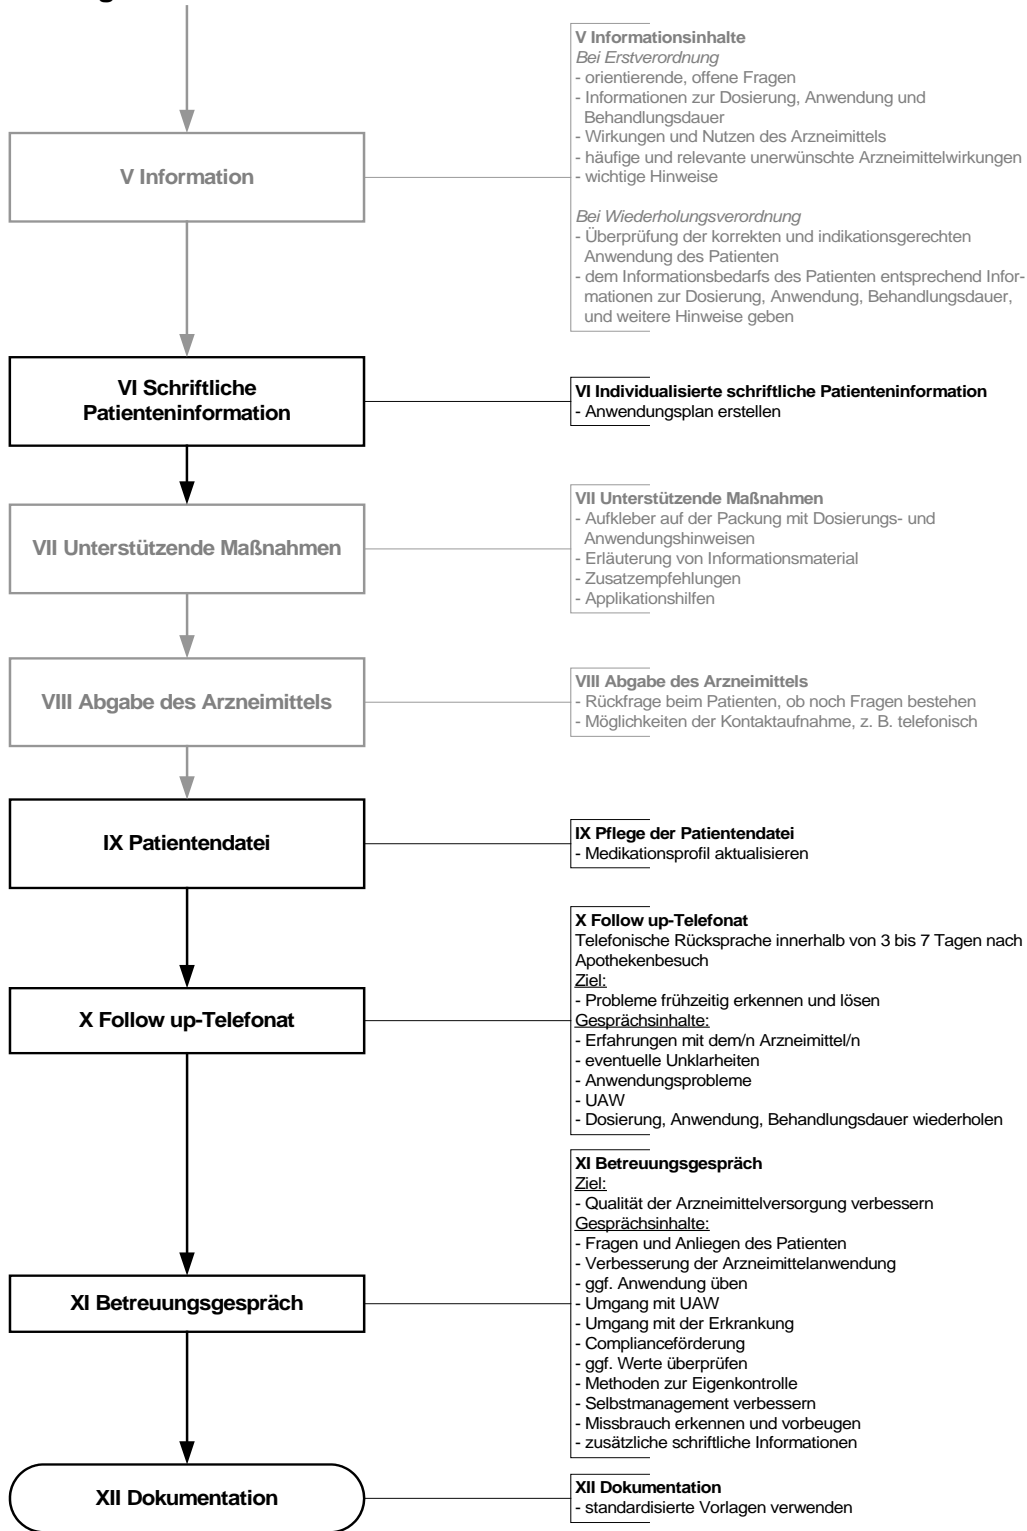 g
V Informationsinhalte
Bei Erstverordnung
- orientierende, offene Fragen
- Informationen zur Dosierung, Anwendung und
Behandlungsdauer
- Wirkungen und Nutzen des Arzneimittels
- häufige und relevante unerwünschte Arzneimittelwirkungen
- wichtige Hinweise
Bei Wiederholungsverordnung
- Überprüfung der korrekten und indikationsgerechten
Anwendung des Patienten
- dem Informationsbedarfs des Patienten entsprechend Infor-
mationen zur Dosierung, Anwendung, Behandlungsdauer,
und weitere Hinweise geben
V Information
VI Schriftliche
Patienteninformation
VI Individualisierte schriftliche Patienteninformation
- Anwendungsplan erstellen
VII Unterstützende Maßnahmen
VII Unterstützende Maßnahmen
- Aufkleber auf der Packung mit Dosierungs- und
Anwendungshinweisen
- Erläuterung von Informationsmaterial
- Zusatzempfehlungen
- Applikationshilfen
VIII Abgabe des Arzneimittels
VIII Abgabe des Arzneimittels
- Rückfrage beim Patienten, ob noch Fragen bestehen
- Möglichkeiten der Kontaktaufnahme, z. B. telefonisch
IX Patientendatei
IX Pflege der Patientendatei
- Medikationsprofil aktualisieren
X Follow up-Telefonat
X Follow up-Telefonat
Telefonische Rücksprache innerhalb von 3 bis 7 Tagen nach
Apothekenbesuch
Ziel:
- Probleme frühzeitig erkennen und lösen
Gesprächsinhalte:
- Erfahrungen mit dem/n Arzneimittel/n
- eventuelle Unklarheiten
- Anwendungsprobleme
- UAW
- Dosierung, Anwendung, Behandlungsdauer wiederholen
XI Betreuungsgespräch
XI Betreuungsgespräch
Ziel:
- Qualität der Arzneimittelversorgung verbessern
Gesprächsinhalte:
- Fragen und Anliegen des Patienten
- Verbesserung der Arzneimittelanwendung
- ggf. Anwendung üben
- Umgang mit UAW
- Umgang mit der Erkrankung
- Complianceförderung
- ggf. Werte überprüfen
- Methoden zur Eigenkontrolle
- Selbstmanagement verbessern
- Missbrauch erkennen und vorbeugen
- zusätzliche schriftliche Informationen
XII Dokumentation
XII Dokumentation
- standardisierte Vorlagen verwenden